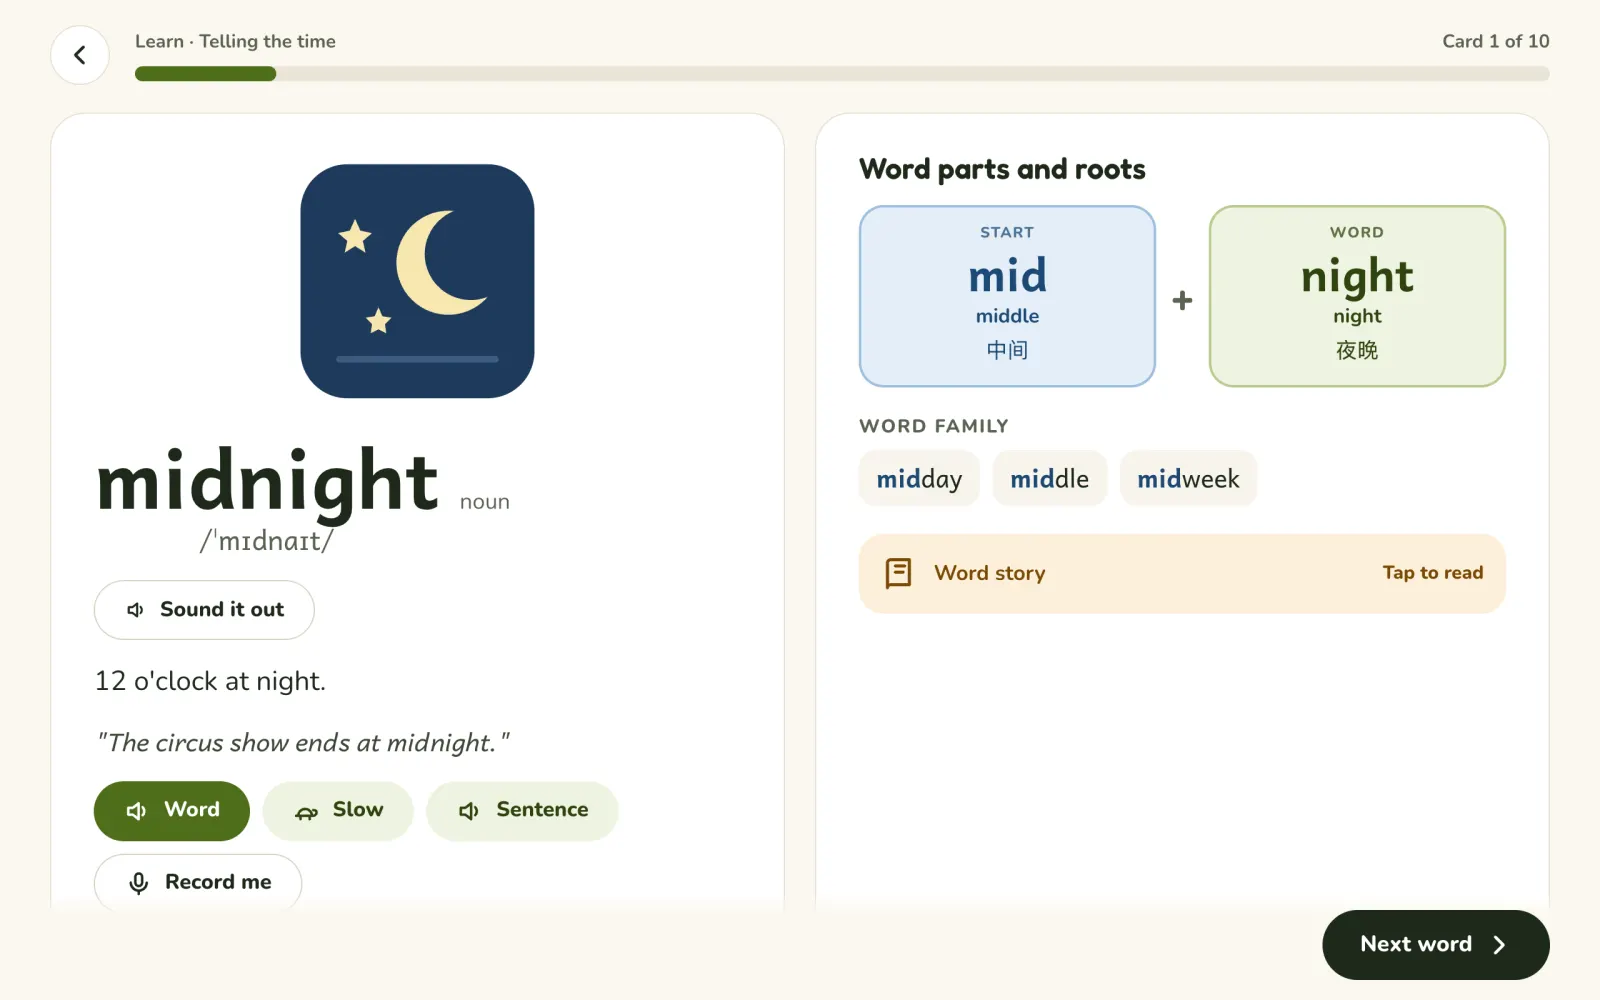 Learn · Telling the time
Card 1 of 10
midnight noun
/ˈmɪdnaɪt/
Sound it out
12 o'clock at night.
"The circus show ends at midnight."
Word
Slow
Sentence
Record me
Word parts and roots
START
mid
middle
中间
+
WORD
night
night
夜晚
WORD FAMILY
midday
middle
midweek
Word story
Tap to read
Next word